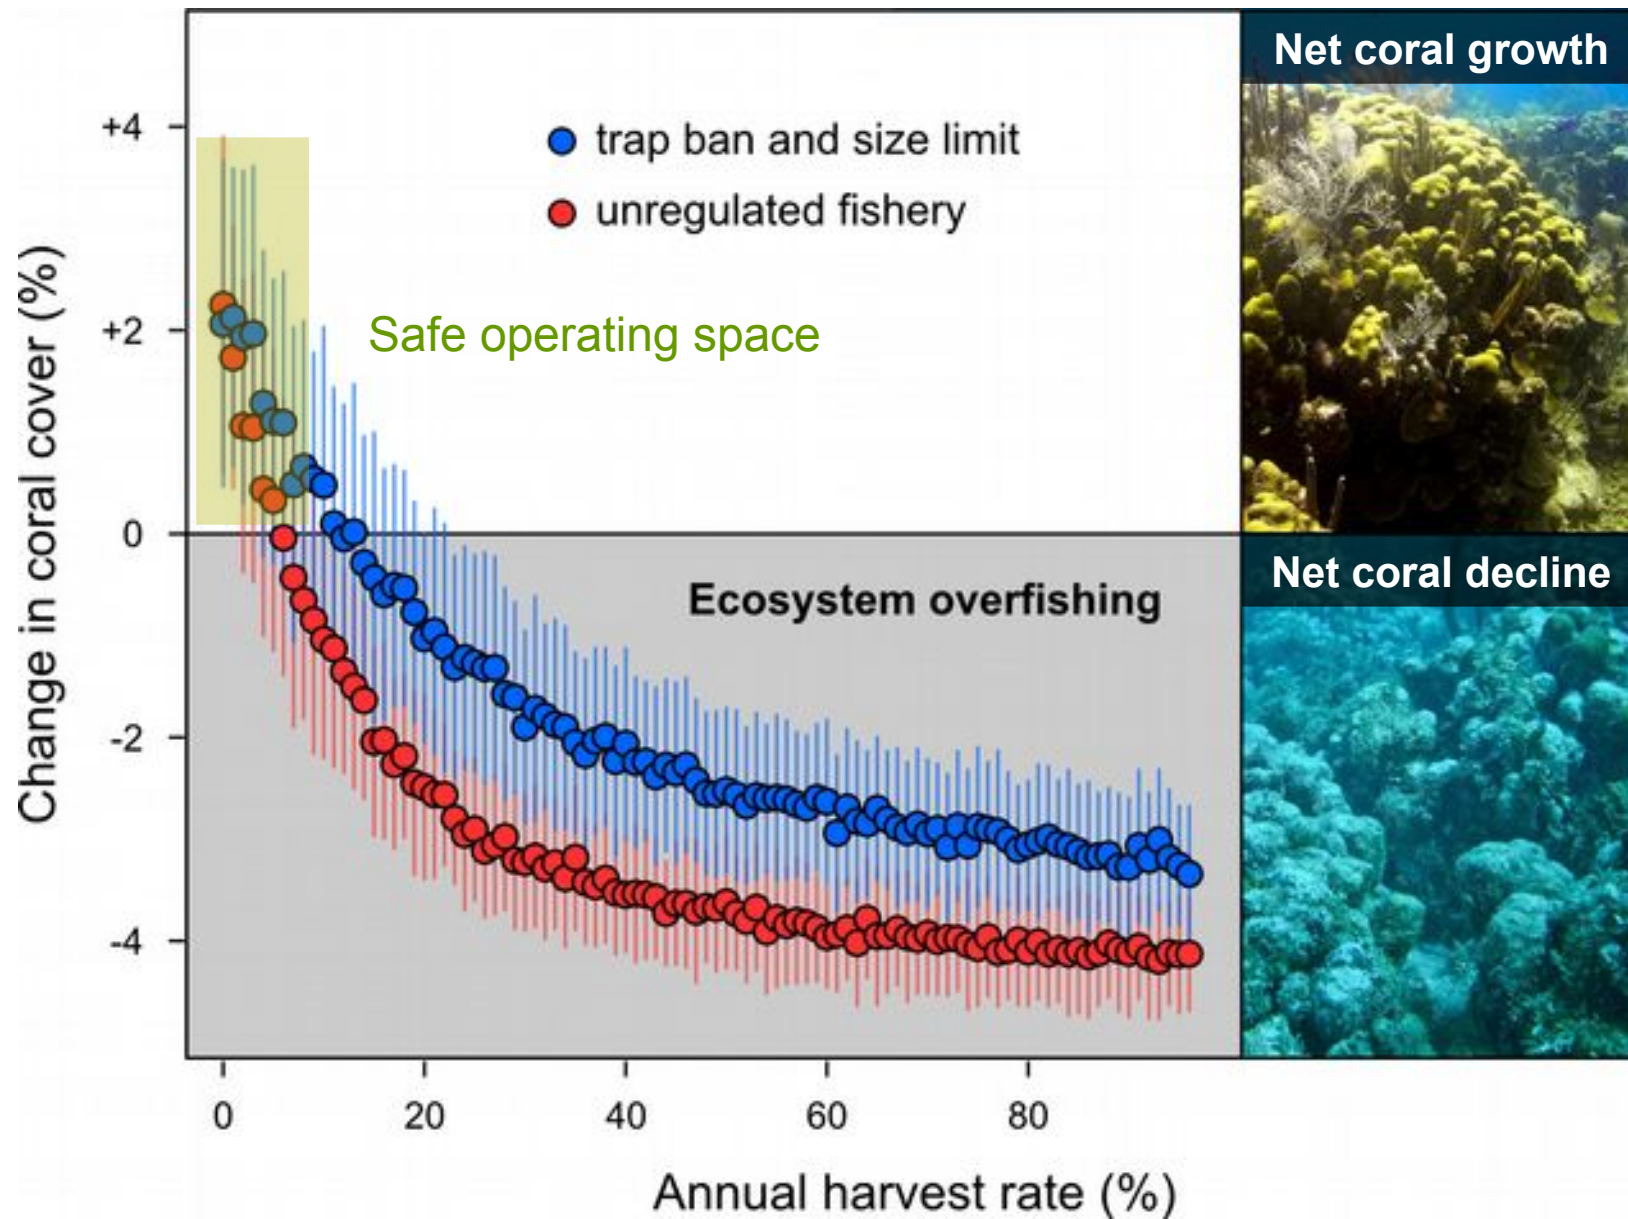 Net coral growth
+4
trap ban and size limit
unregulated fishery
+2
Safe operating space
0
Net coral decline
Ecosystem overfishing
-2
-4
Change in coral cover (%)
0 20 40 60 80
Annual harvest rate (%)